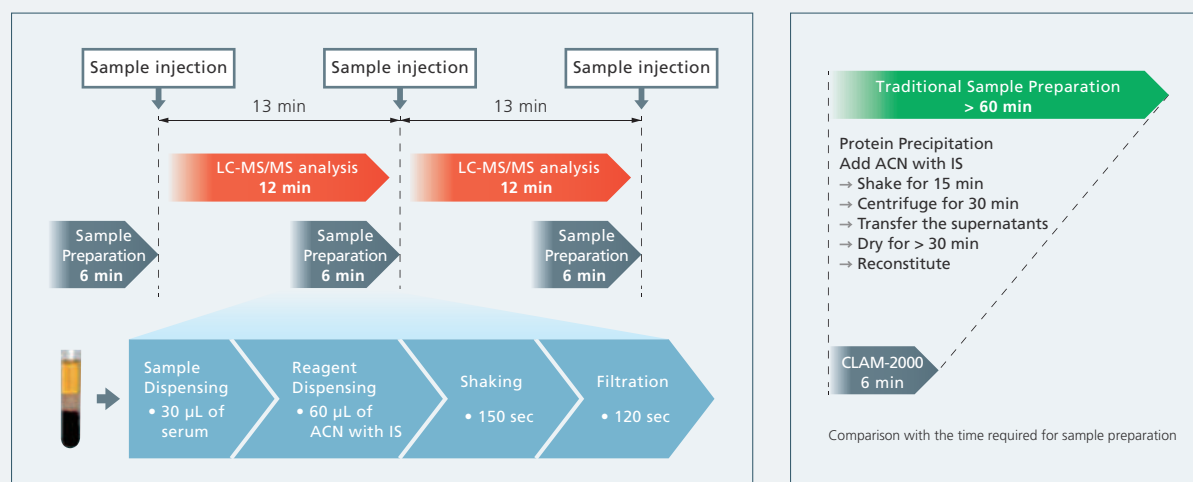 Sample injection
Sample injection
Sample injection
13 min
13 min
LC-MS/MS analysis
12 min
LC-MS/MS analysis
12 min
Sample
Preparation
6 min
Sample
Preparation
6 min
Sample
Preparation
6 min
Sample
Dispensing
• 30 µL of
serum
Reagent
Dispensing
• 60 µL of
ACN with IS
Shaking
• 150 sec
Filtration
• 120 sec
Traditional Sample Preparation
> 60 min
Protein Precipitation
Add ACN with IS
→ Shake for 15 min
→ Centrifuge for 30 min
→ Transfer the supernatants
→ Dry for > 30 min
→ Reconstitute
CLAM-2000
6 min
Comparison with the time required for sample preparation